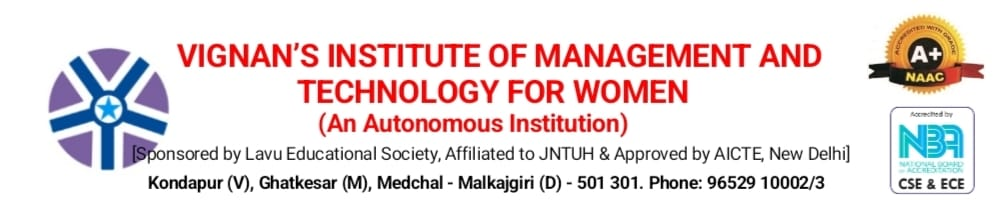 VIGNAN’S INSTITUTE OF MANAGEMENT AND
TECHNOLOGY FOR WOMEN
(An Autonomous Institution)
[Sponsored by Lavu Educational Society, Affiliated to JNTUH & Approved by AICTE, New Delhi]
Kondapur (V), Ghatkesar (M), Medchal - Malkajgiri (D) - 501 301. Phone: 96529 10002/3
ACCREDITED WITH GRADE
A+
NAAC
Accredited by
NBA
NATIONAL BOARD
of ACCREDITATION
CSE & ECE